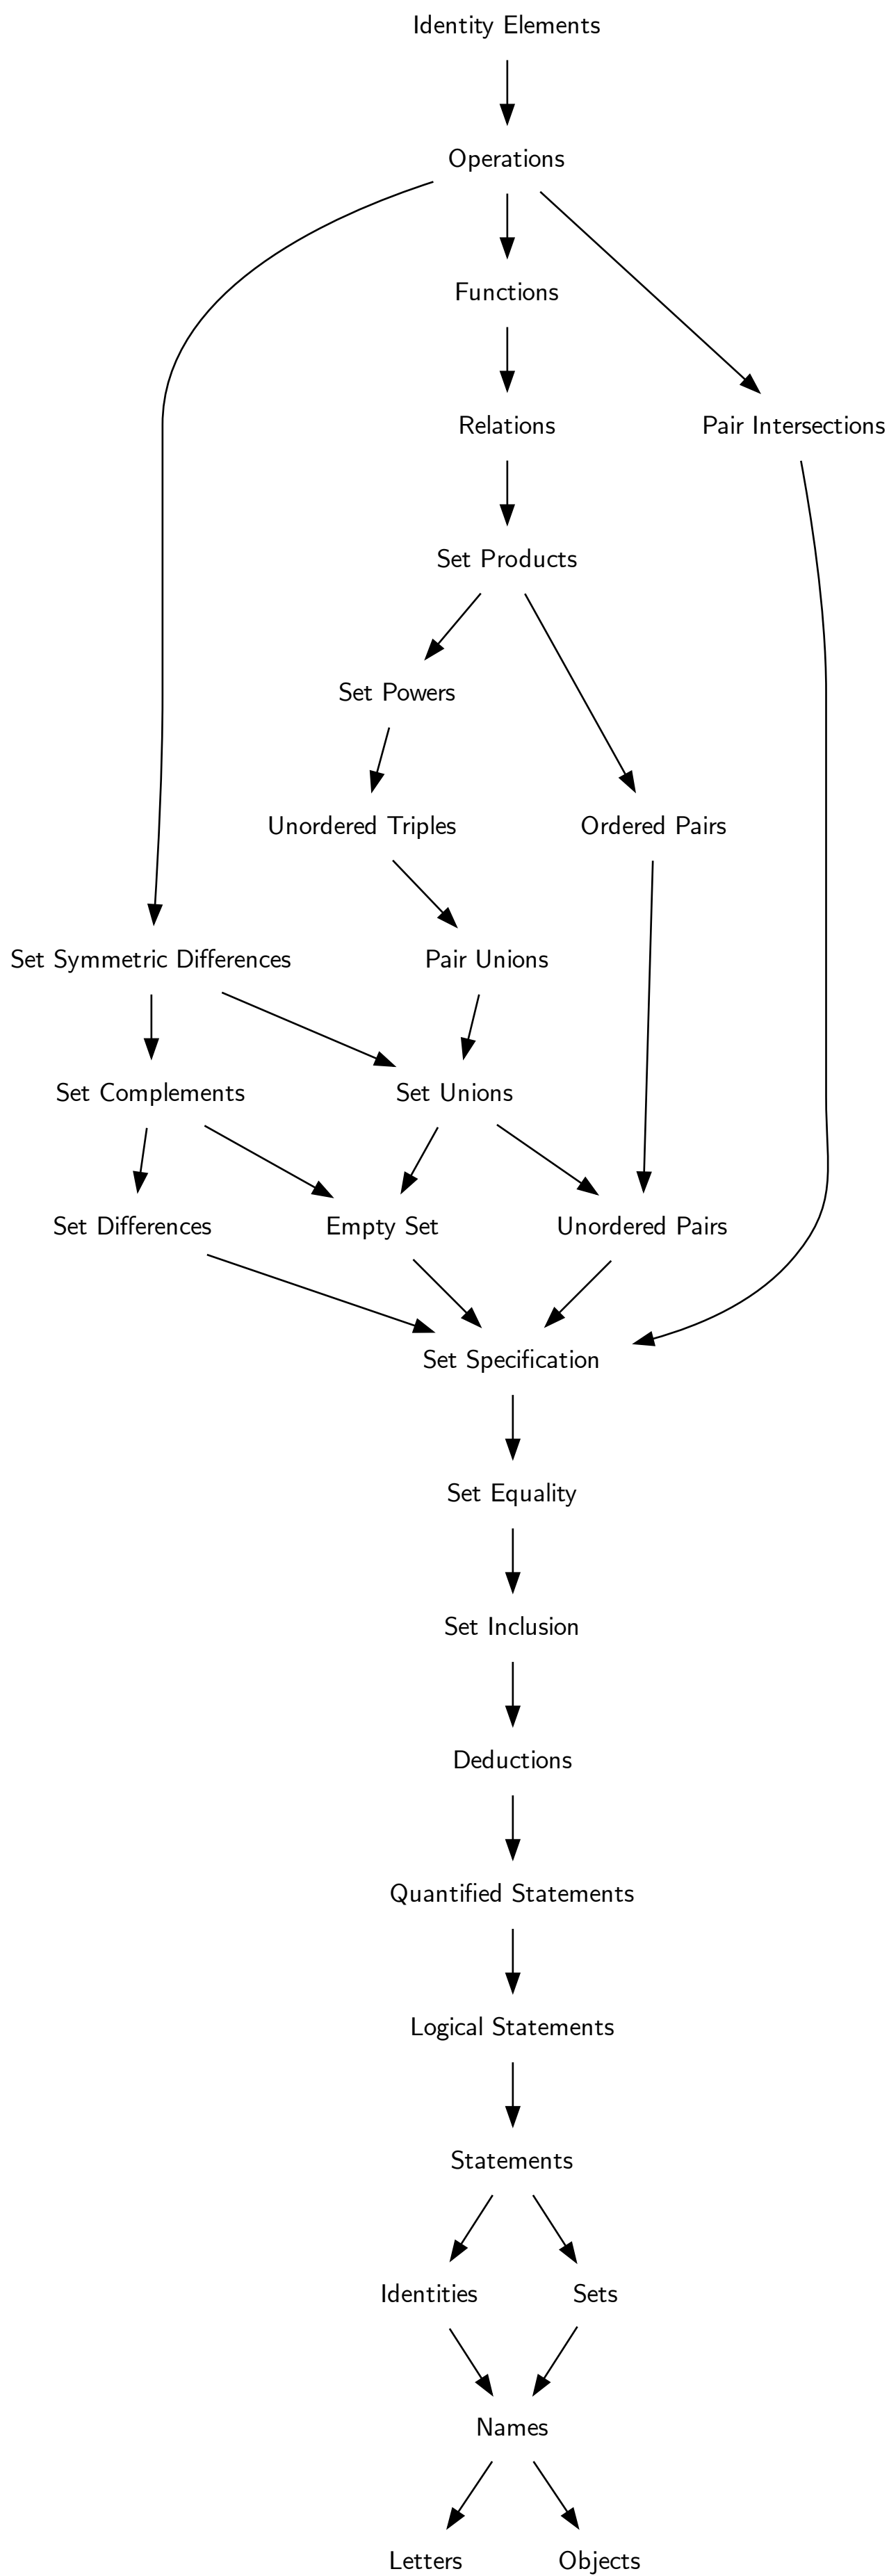 Identity Elements
Operations
Functions
Relations
Pair Intersections
Set Products
Set Powers
Unordered Triples
Ordered Pairs
Set Symmetric Differences
Pair Unions
Set Complements
Set Unions
Set Differences
Empty Set
Unordered Pairs
Set Specification
Set Equality
Set Inclusion
Deductions
Quantified Statements
Logical Statements
Statements
Identities
Sets
Names
Letters
Objects